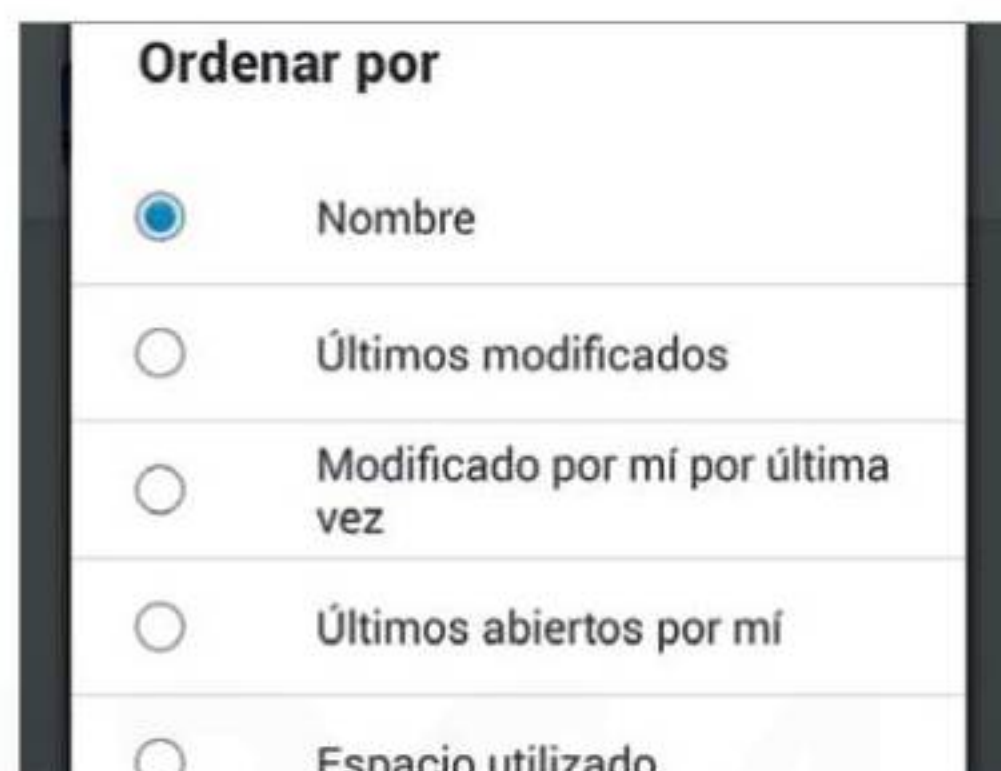 Ordenar por
Nombre
Últimos modificados
Modificado por mí por última
vez
Últimos abiertos por mí
Espacio utilizado